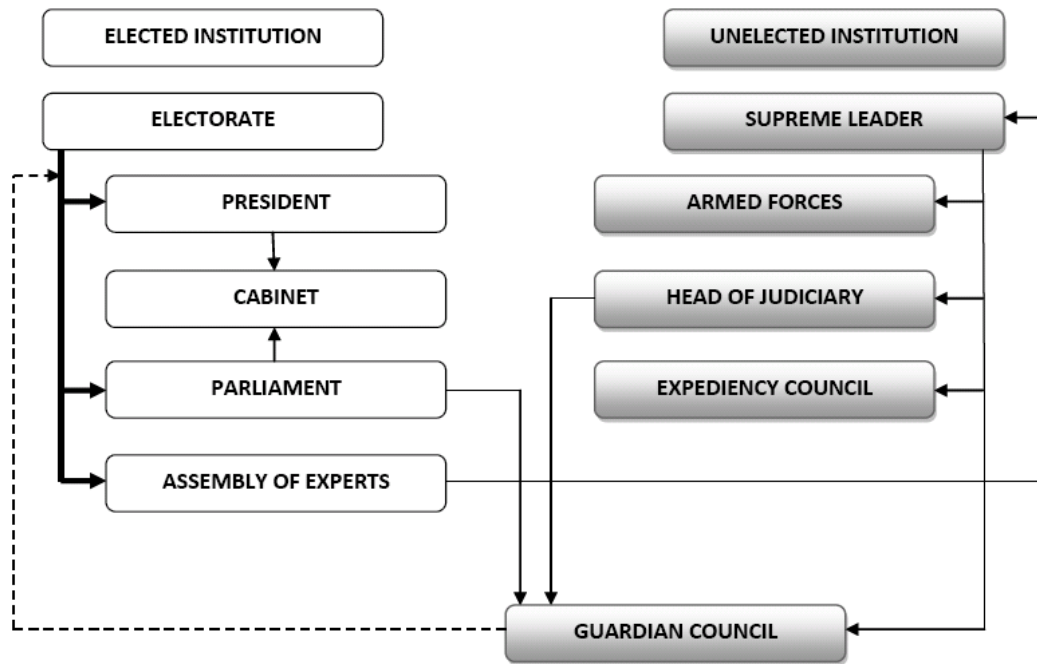 ELECTED INSTITUTION
UNELECTED INSTITUTION
ELECTORATE
SUPREME LEADER
PRESIDENT
ARMED FORCES
CABINET
HEAD OF JUDICIARY
PARLIAMENT
EXPEDIENCY COUNCIL
ASSEMBLY OF EXPERTS
GUARDIAN COUNCIL